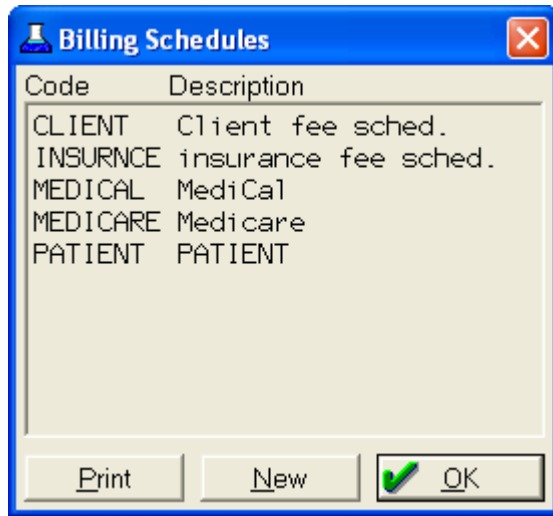 Billing Schedules
Code Description
CLIENT Client fee sched.
INSURNCE insurance fee sched.
MEDICAL MediCal
MEDICARE Medicare
PATIENT PATIENT
Print New OK